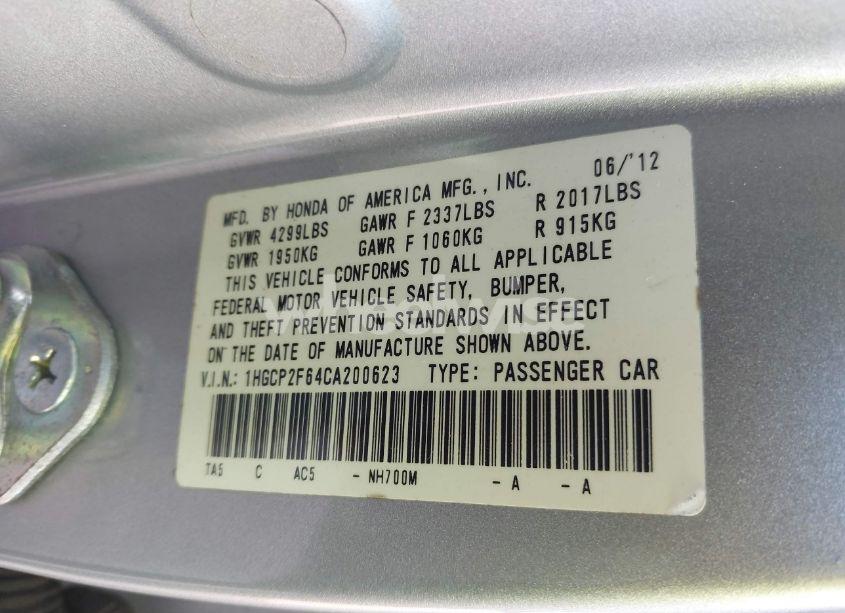 MFD. BY HONDA OF AMERICA MFG., INC. 06/'12
GVWR 4299LBS GAWR F 2337LBS R 2017LBS
GVWR 1950KG GAWR F 1060KG R 915KG
THIS VEHICLE CONFORMS TO ALL APPLICABLE
FEDERAL MOTOR VEHICLE SAFETY, BUMPER,
AND THEFT PREVENTION STANDARDS IN EFFECT
ON THE DATE OF MANUFACTURE SHOWN ABOVE.
V.I.N.: 1HGCP2F64CA200623 TYPE: PASSENGER CAR
TA5 C AC5 - NH700M - A - A